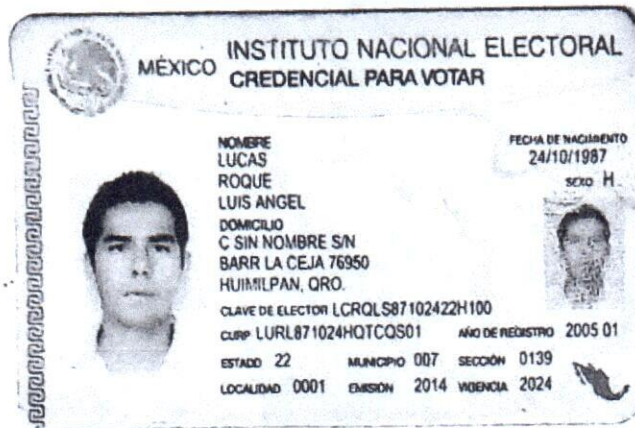 MÉXICO INSTITUTO NACIONAL ELECTORAL
CREDENCIAL PARA VOTAR
NOMBRE
LUCAS
ROQUE
LUIS ANGEL
FECHA DE NACIMIENTO
24/10/1987
SEXO H
DOMICILIO
C SIN NOMBRE S/N
BARR LA CEJA 76950
HUIMILPAN, QRO.
CLAVE DE ELECTOR LCRQLS87102422H100
CURP LURL871024HQTCQS01 AÑO DE REGISTRO 2005 01
ESTADO 22 MUNICIPIO 007 SECCIÓN 0139
LOCALIDAD 0001 EMISIÓN 2014 VIGENCIA 2024